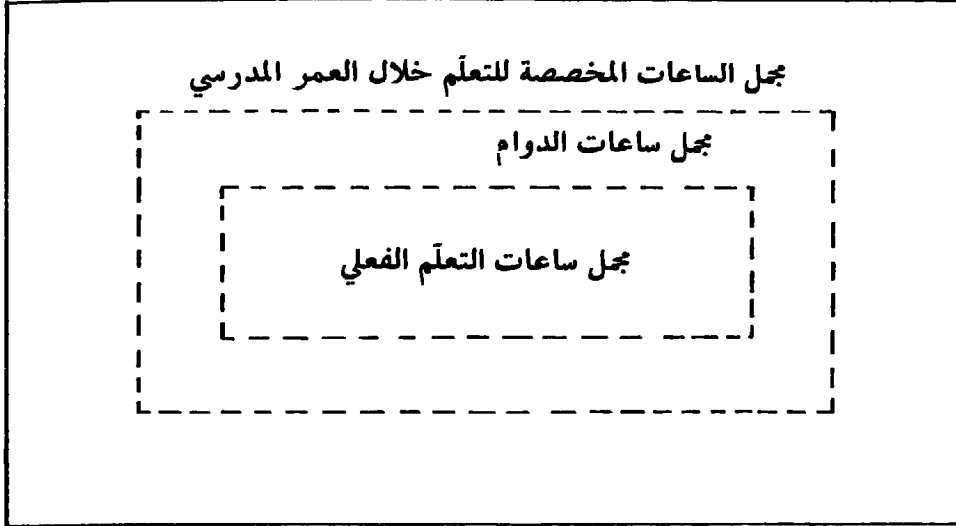 مجمل الساعات المخصصة للتعلّم خلال العمر المدرسي
مجمل ساعات الدوام
مجمل ساعات التعلّم الفعلي